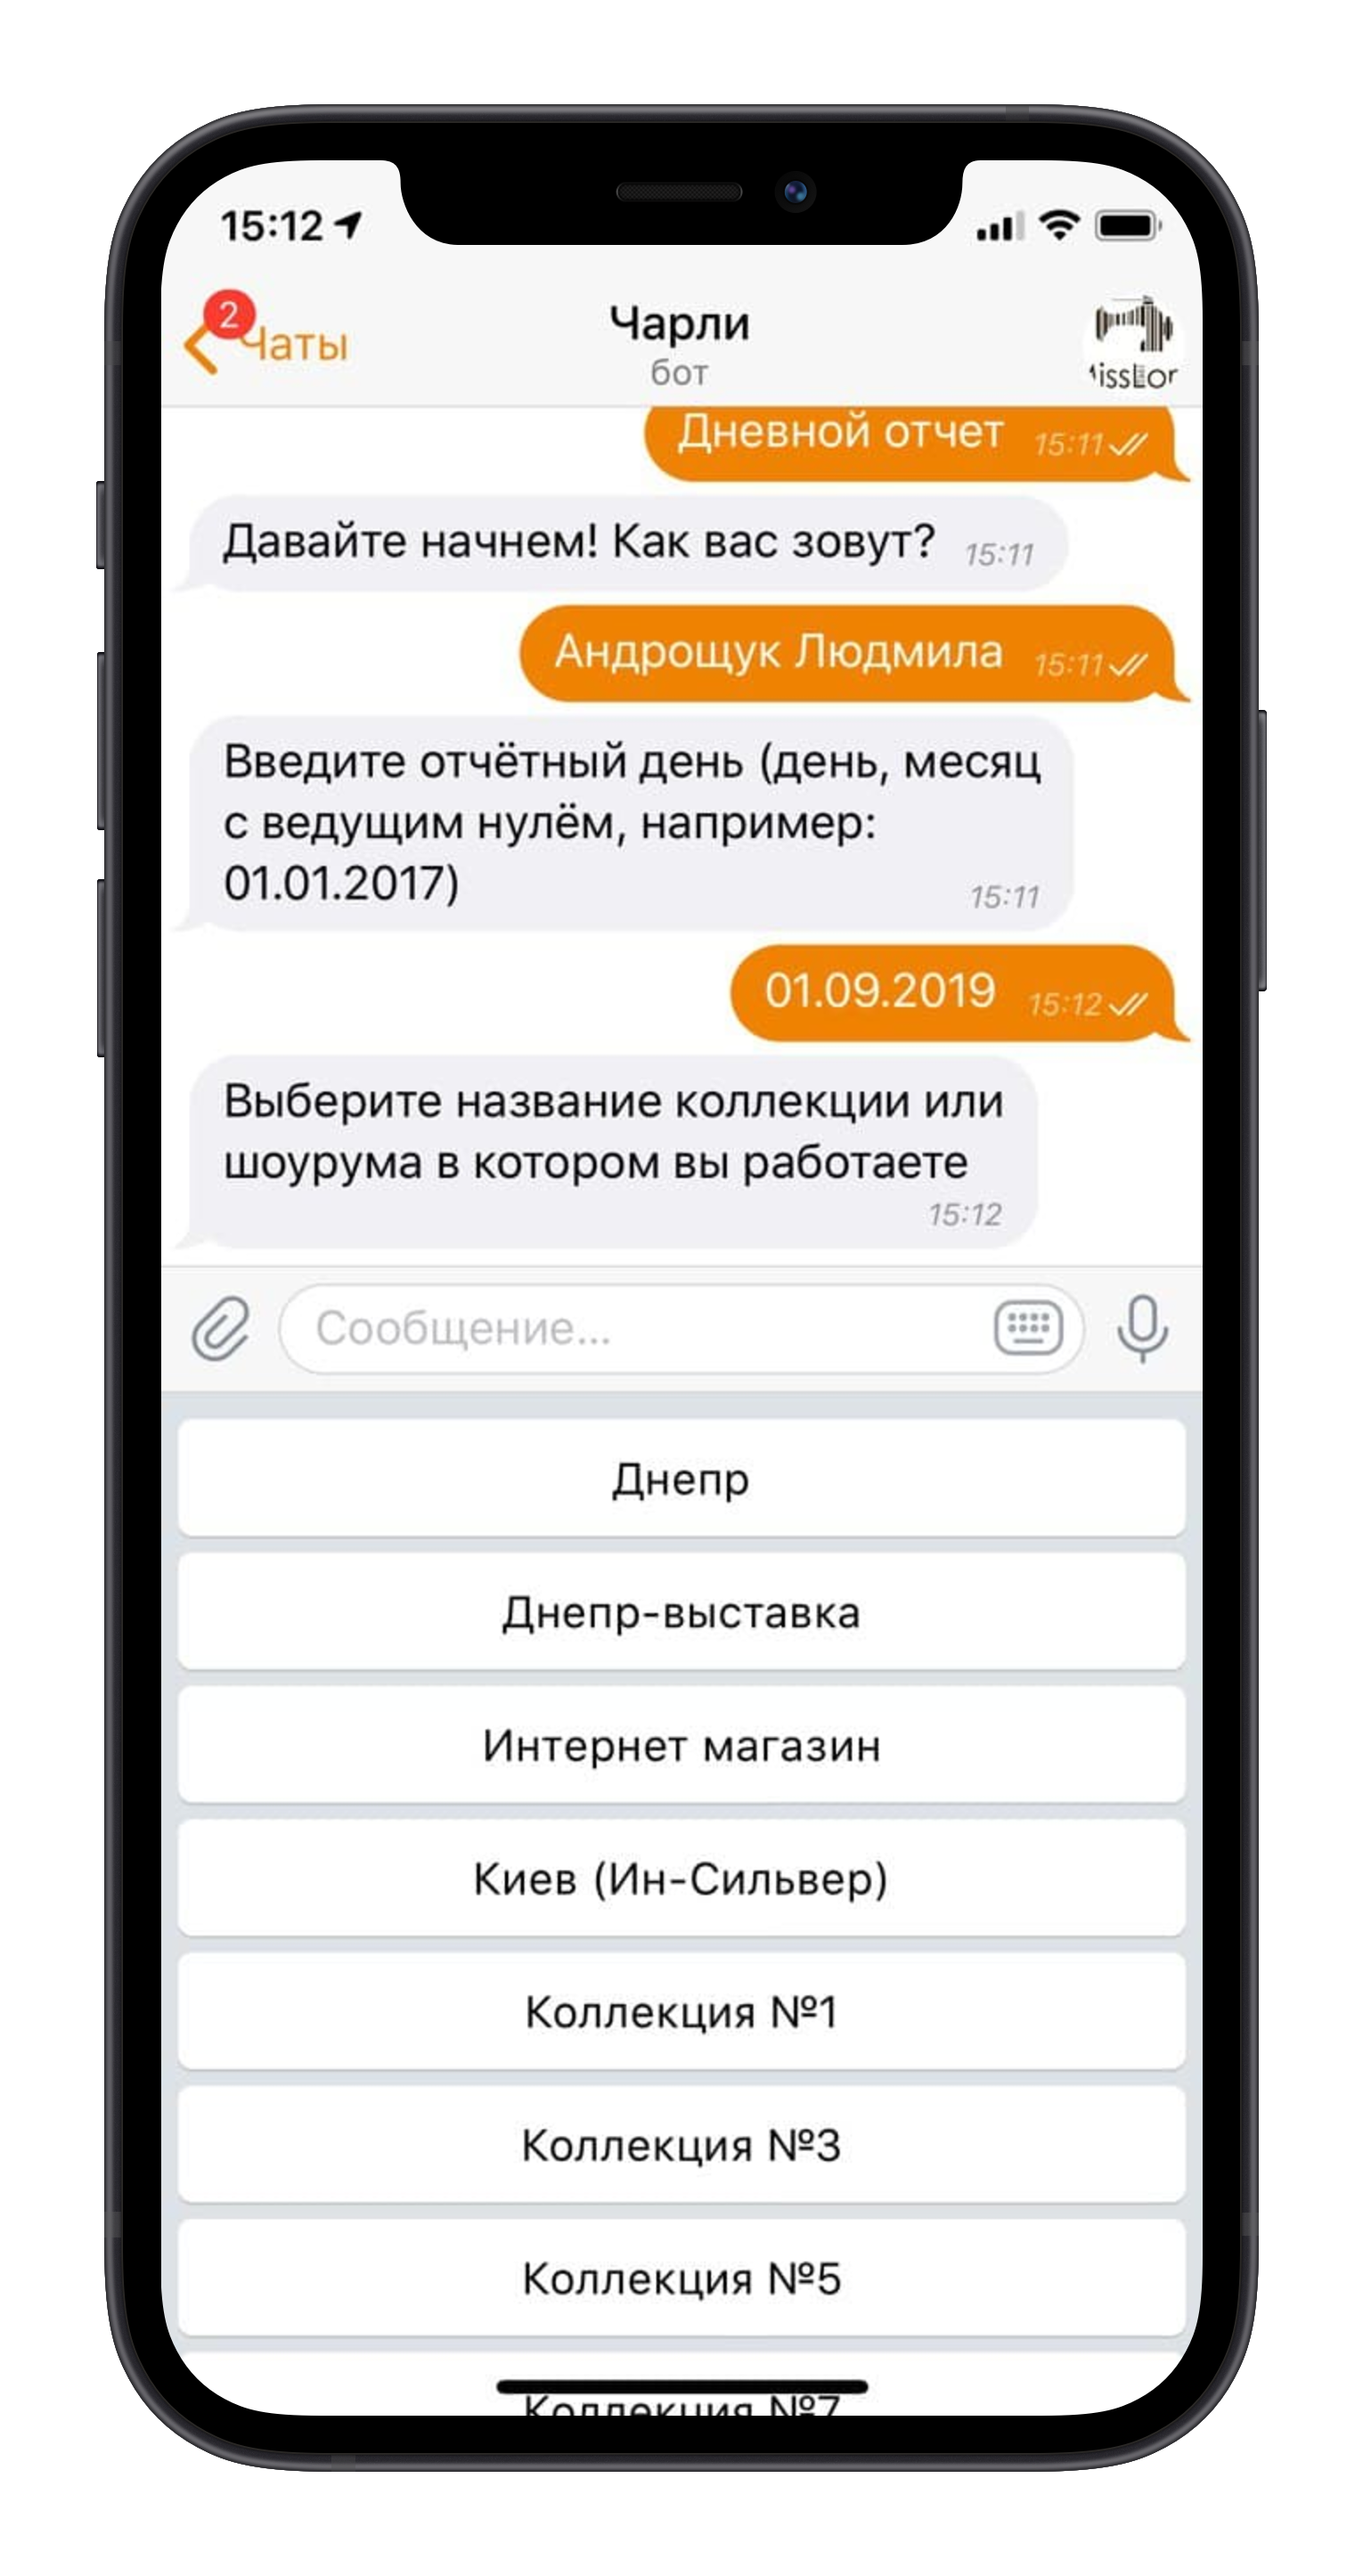 15:12
2
Чаты
Чарли
бот
Дневной отчет 15:11
Давайте начнем! Как вас зовут? 15:11
Андрощук Людмила 15:11
Введите отчётный день (день, месяц
с ведущим нулём, например:
01.01.2017) 15:11
01.09.2019 15:12
Выберите название коллекции или
шоурума в котором вы работаете
15:12
Сообщение...
Днепр
Днепр-выставка
Интернет магазин
Киев (Ин-Сильвер)
Коллекция №1
Коллекция №3
Коллекция №5
Коллекция №7